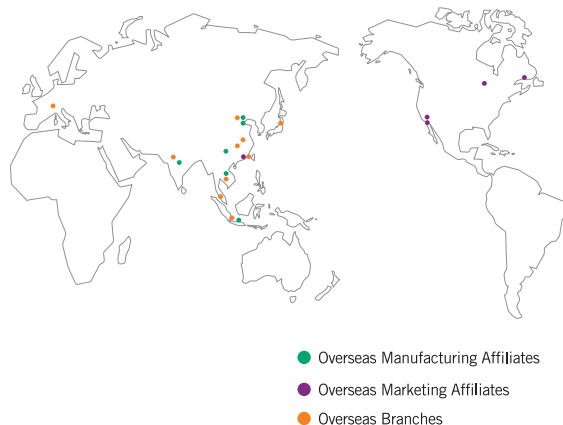 Overseas Manufacturing Affiliates
Overseas Marketing Affiliates
Overseas Branches